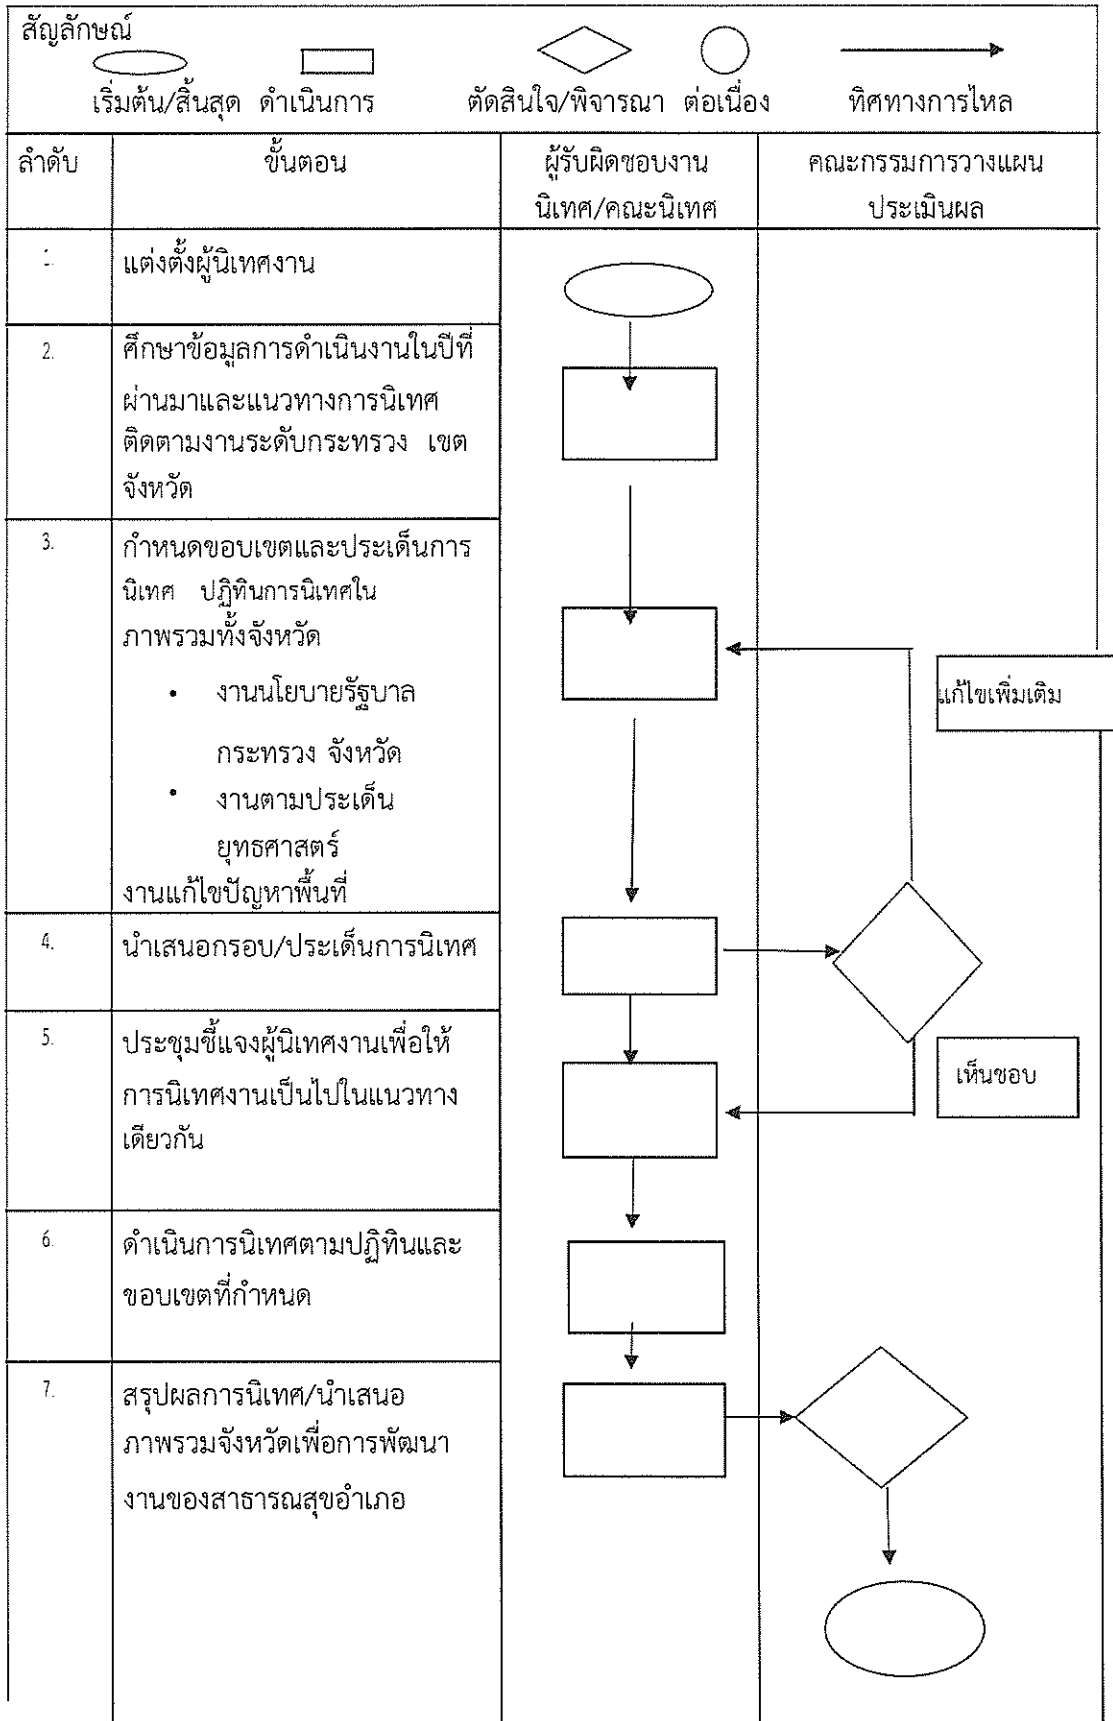 สัญลักษณ์
เริ่มต้น/สิ้นสุด ดำเนินการ ตัดสินใจ/พิจารณา ต่อเนื่อง ทิศทางการไหล
ลำดับ ขั้นตอน ผู้รับผิดชอบงาน คณะกรรมการวางแผน
นิเทศ/คณะนิเทศ ประเมินผล
แต่งตั้งผู้นิเทศงาน
2. ศึกษาข้อมูลการดำเนินงานในปีที่
ผ่านมาและแนวทางการนิเทศ
ติดตามงานระดับกระทรวง เขต
จังหวัด
3. กำหนดขอบเขตและประเด็นการ
นิเทศ ปฏิทินการนิเทศใน
ภาพรวมทั้งจังหวัด
• งานนโยบายรัฐบาล
กระทรวง จังหวัด
• งานตามประเด็น
ยุทธศาสตร์
งานแก้ไขปัญหาพื้นที่
แก้ไขเพิ่มเติม
4. นำเสนอกรอบ/ประเด็นการนิเทศ
5. ประชุมชี้แจงผู้นิเทศงานเพื่อให้
การนิเทศงานเป็นไปในแนวทาง
เดียวกัน
เห็นชอบ
6. ดำเนินการนิเทศตามปฏิทินและ
ขอบเขตที่กำหนด
7. สรุปผลการนิเทศ/นำเสนอ
ภาพรวมจังหวัดเพื่อการพัฒนา
งานของสาธารณสุขอำเภอ